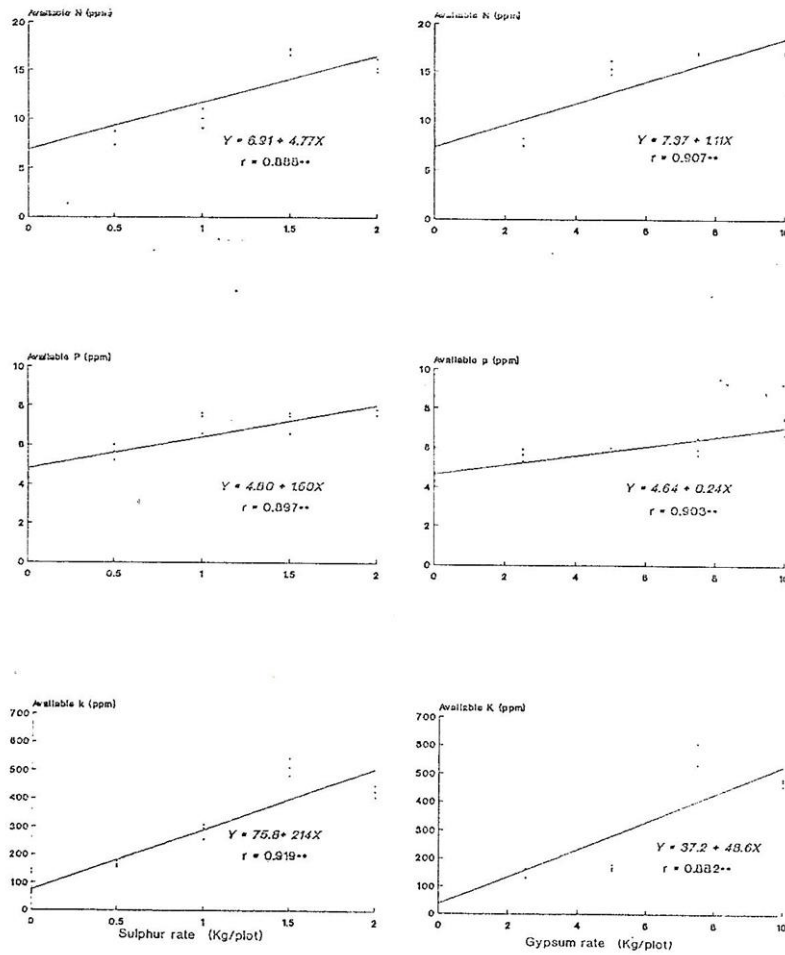 Available N (ppm)
20
15
10
5
0
Y = 6.91 + 4.77X
r = 0.888**
0 0.5 1 1.5 2
Available N (ppm)
20
15
10
5
0
Y = 7.37 + 1.11X
r = 0.907**
0 2 4 6 8 10
Available P (ppm)
10
8
6
4
2
0
Y = 4.80 + 1.60X
r = 0.897**
0 0.5 1 1.5 2
Available p (ppm)
10
8
6
4
2
0
Y = 4.64 + 0.24X
r = 0.903**
0 2 4 6 8 10
Available k (ppm)
700
600
500
400
300
200
100
0
Y = 75.8+ 214X
r = 0.919**
0 0.5 1 1.5 2
Sulphur rate (Kg/plot)
Available K (ppm)
700
600
500
400
300
200
100
0
Y = 37.2 + 48.6X
r = 0.882**
0 2 4 6 8 10
Gypsum rate (Kg/plot)